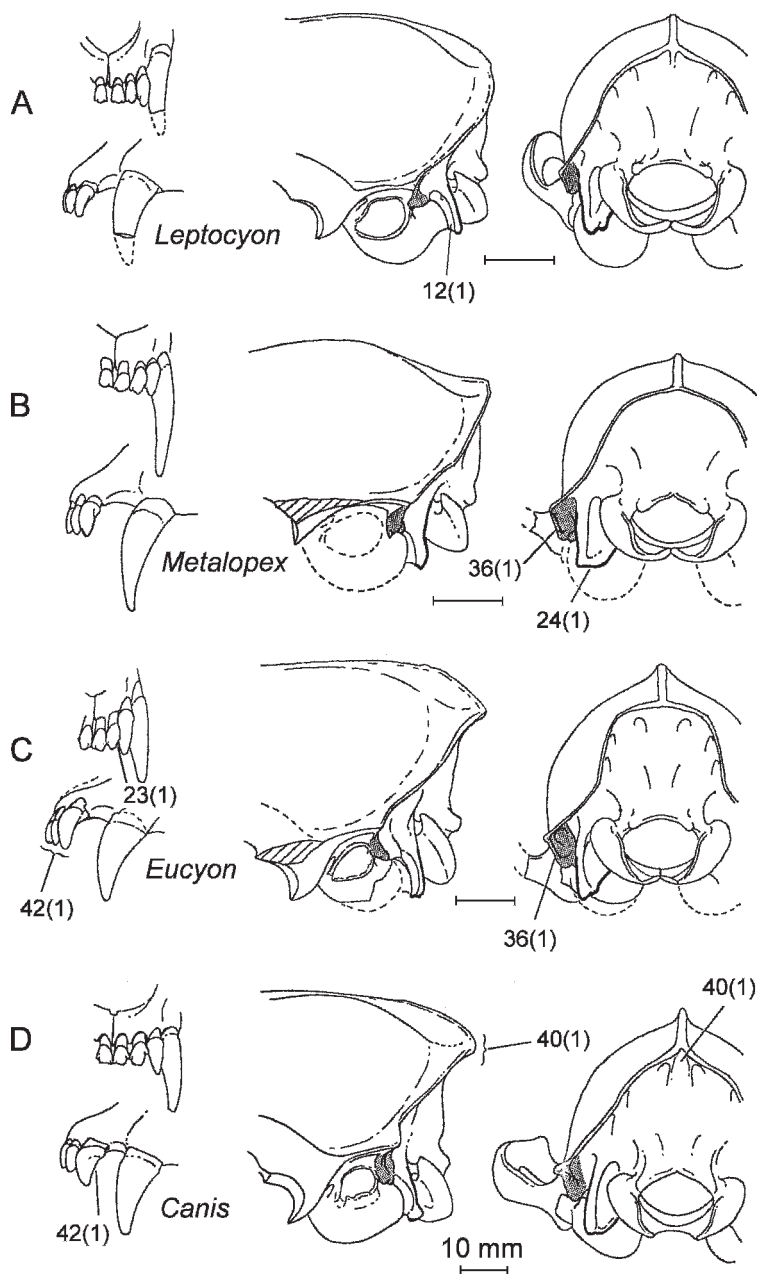 A
Leptocyon
12(1)
B
Metalopex
36(1)
24(1)
C
23(1)
Eucyon
42(1)
36(1)
D
40(1)
40(1)
Canis
42(1)
10 mm